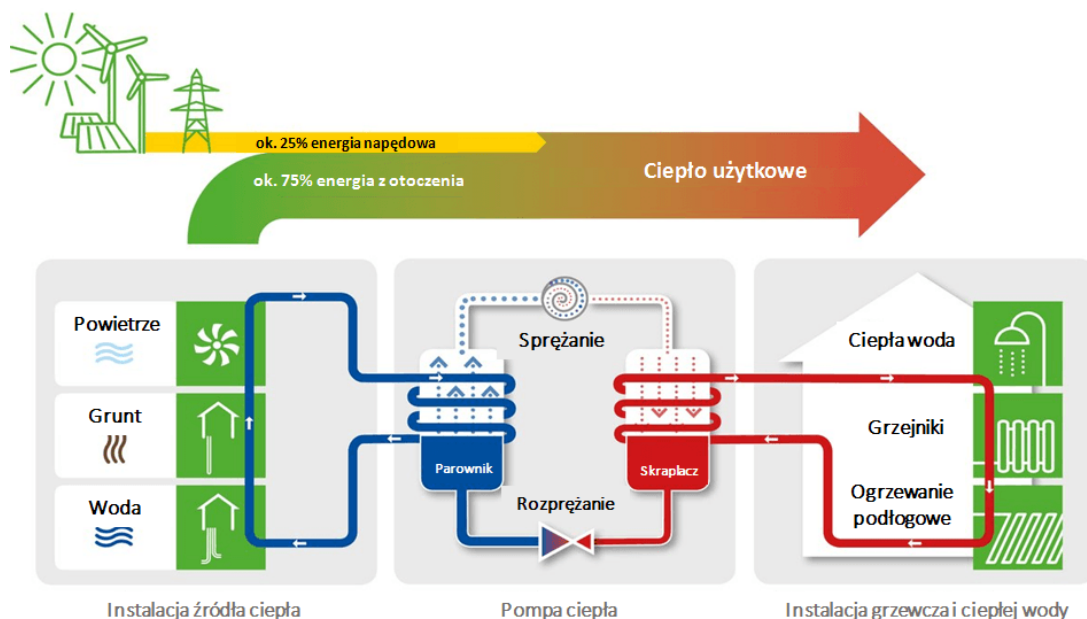 ok. 25% energia napędowa
ok. 75% energia z otoczenia
Ciepło użytkowe
Powietrze
Grunt
Woda
Sprężanie
Parownik
Skraplacz
Rozprężanie
Ciepła woda
Grzejniki
Ogrzewanie
podłogowe
Instalacja źródła ciepła
Pompa ciepła
Instalacja grzewcza i ciepłej wody